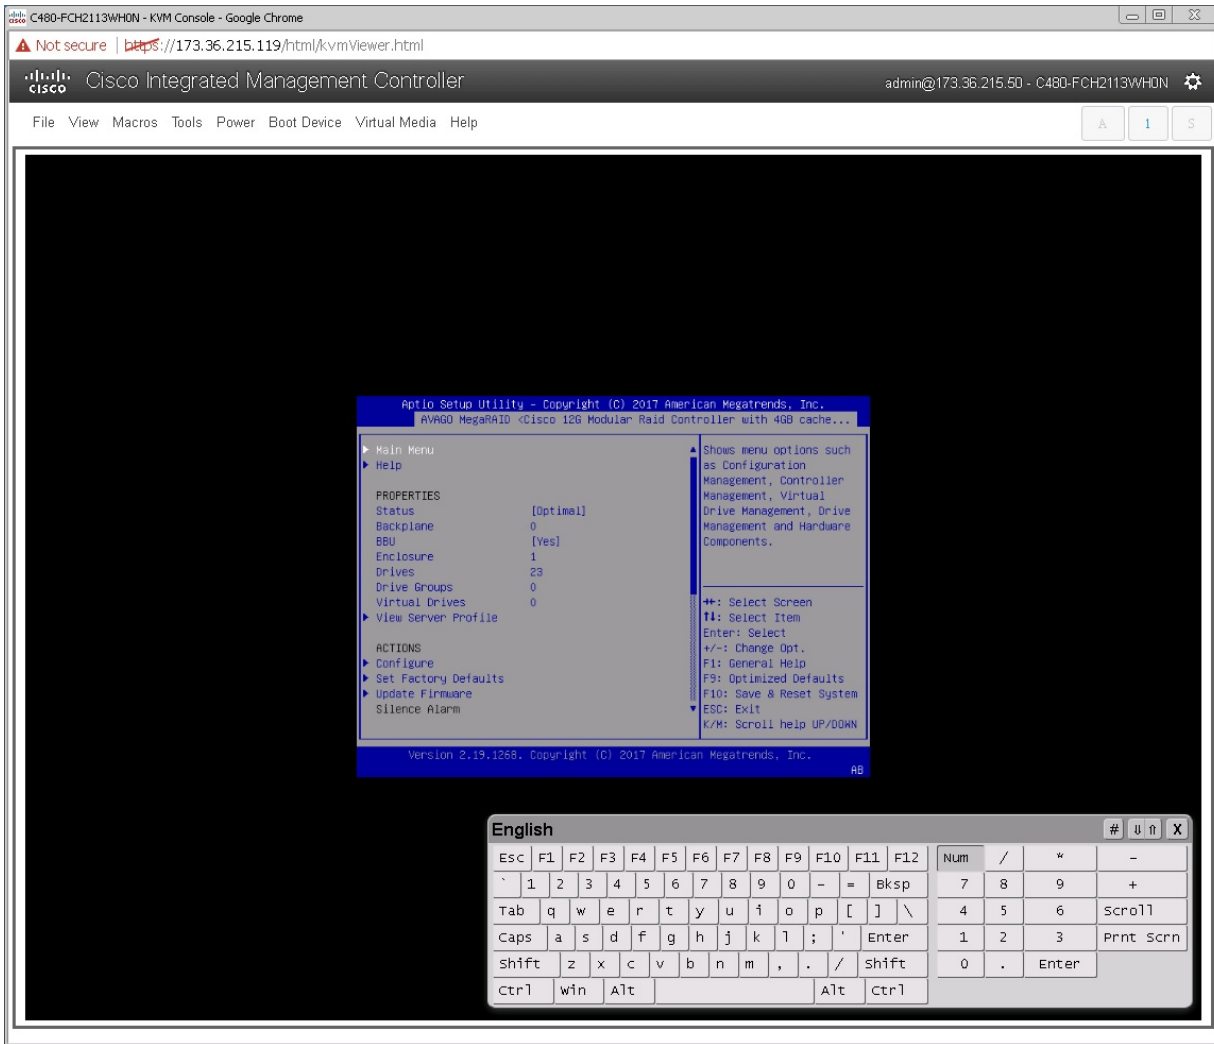 C480-FCH2113WH0N - KVM Console - Google Chrome
Not secure | https://173.36.215.119/html/kvmViewer.html
cisco Cisco Integrated Management Controller admin@173.36.215.50 - C480-FCH2113WH0N
File View Macros Tools Power Boot Device Virtual Media Help A 1 S
Aptio Setup Utility – Copyright (C) 2017 American Megatrends, Inc.
AVAGO MegaRAID <Cisco 12G Modular Raid Controller with 4GB cache...
Main Menu
Help
PROPERTIES
Status [Optimal]
Backplane 0
BBU [Yes]
Enclosure 1
Drives 23
Drive Groups 0
Virtual Drives 0
View Server Profile
ACTIONS
Configure
Set Factory Defaults
Update Firmware
Silence Alarm
Shows menu options such
as Configuration
Management, Controller
Management, Virtual
Drive Management, Drive
Management and Hardware
Components.
→←: Select Screen
↑↓: Select Item
Enter: Select
+/-: Change Opt.
F1: General Help
F9: Optimized Defaults
F10: Save & Reset System
ESC: Exit
K/M: Scroll help UP/DOWN
Version 2.19.1268. Copyright (C) 2017 American Megatrends, Inc.
AB
English # ⇓ ⇑ X
Esc F1 F2 F3 F4 F5 F6 F7 F8 F9 F10 F11 F12 Num / * -
` 1 2 3 4 5 6 7 8 9 0 - = Bksp 7 8 9 +
Tab q w e r t y u i o p [ ] \ 4 5 6 Scroll
Caps a s d f g h j k l ; ' Enter 1 2 3 Prnt Scrn
Shift z x c v b n m , . / Shift 0 . Enter
Ctrl Win Alt Alt Ctrl